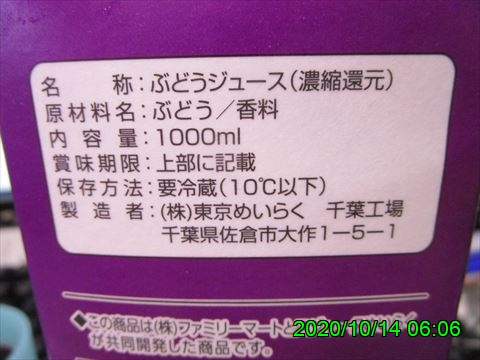 名　　称：ぶどうジュース（濃縮還元）
原材料名：ぶどう／香料
内 容 量：1000ml
賞味期限：上部に記載
保存方法：要冷蔵（10℃以下）
製 造 者：（株）東京めいらく　千葉工場
千葉県佐倉市大作1－5－1
◆この商品は（株）ファミリーマートと
が共同開発した商品です。
2020/10/14 06:06